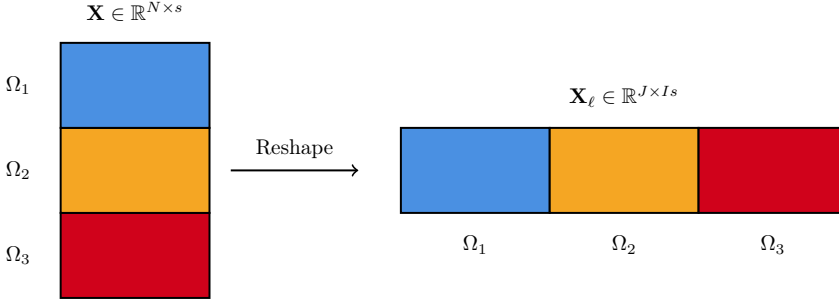 𝐗 ∈ ℝ^{N×s}
Ω₁
Ω₂
Ω₃
Reshape
𝐗_ℓ ∈ ℝ^{J×Is}
Ω₁ Ω₂ Ω₃